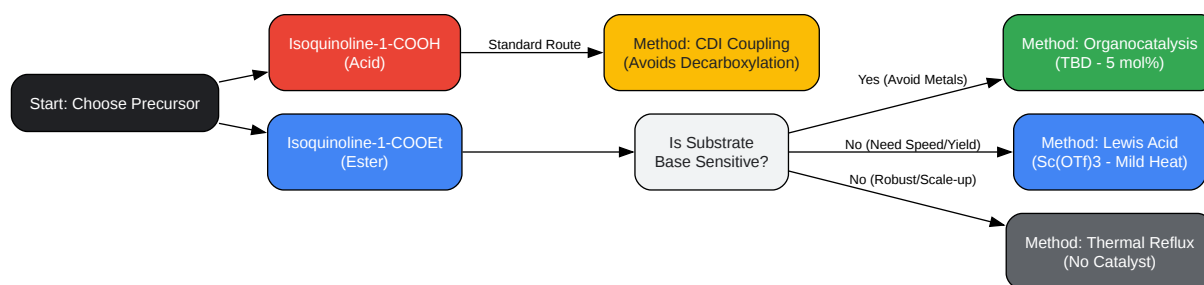 Start: Choose Precursor
Isoquinoline-1-COOH
(Acid)
Standard Route
Method: CDI Coupling
(Avoids Decarboxylation)
Isoquinoline-1-COOEt
(Ester)
Is Substrate
Base Sensitive?
Yes (Avoid Metals)
Method: Organocatalysis
(TBD - 5 mol%)
No (Need Speed/Yield)
Method: Lewis Acid
(Sc(OTf)3 - Mild Heat)
No (Robust/Scale-up)
Method: Thermal Reflux
(No Catalyst)